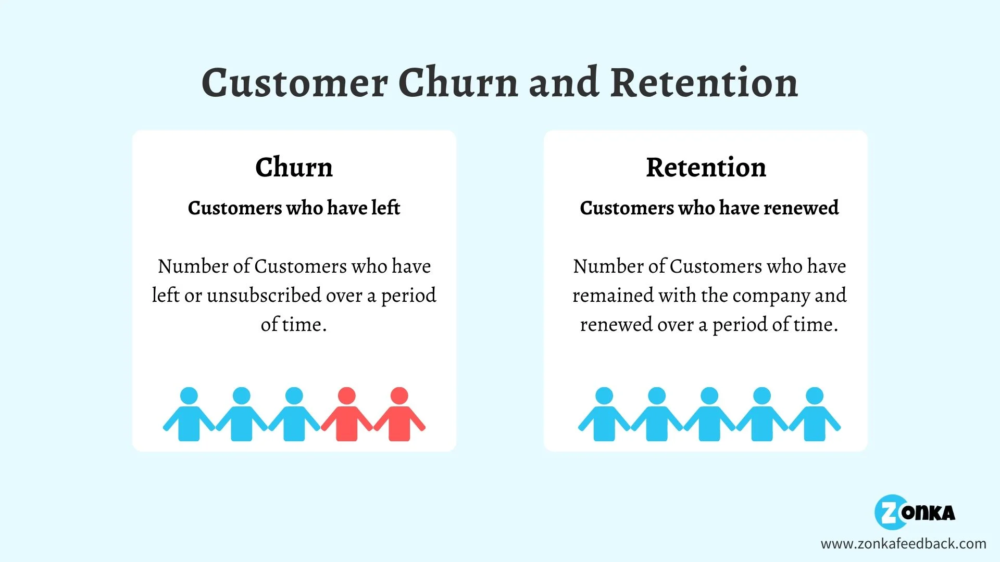 Customer Churn and Retention
Churn
Customers who have left
Number of Customers who have
left or unsubscribed over a period
of time.
Retention
Customers who have renewed
Number of Customers who have
remained with the company and
renewed over a period of time.
ZONKA
www.zonkafeedback.com